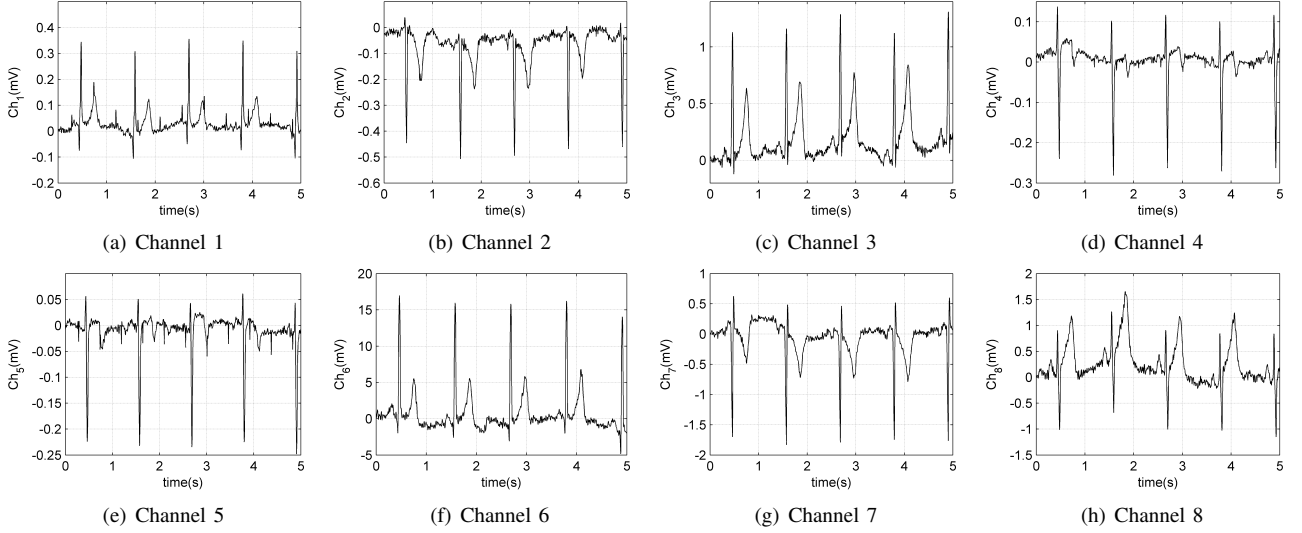 0.4
0.3
0.2
0.1
0
-0.1
-0.2
Ch1(mV)
0 1 2 3 4 5
time(s)
(a) Channel 1
0
-0.1
-0.2
-0.3
-0.4
-0.5
-0.6
Ch2(mV)
0 1 2 3 4 5
time(s)
(b) Channel 2
1
0.5
0
Ch3(mV)
0 1 2 3 4 5
time(s)
(c) Channel 3
0.1
0
-0.1
-0.2
-0.3
Ch4(mV)
0 1 2 3 4 5
time(s)
(d) Channel 4
0.05
0
-0.05
-0.1
-0.15
-0.2
-0.25
Ch5(mV)
0 1 2 3 4 5
time(s)
(e) Channel 5
20
15
10
5
0
-5
Ch6(mV)
0 1 2 3 4 5
time(s)
(f) Channel 6
1
0.5
0
-0.5
-1
-1.5
-2
Ch7(mV)
0 1 2 3 4 5
time(s)
(g) Channel 7
2
1.5
1
0.5
0
-0.5
-1
-1.5
Ch8(mV)
0 1 2 3 4 5
time(s)
(h) Channel 8